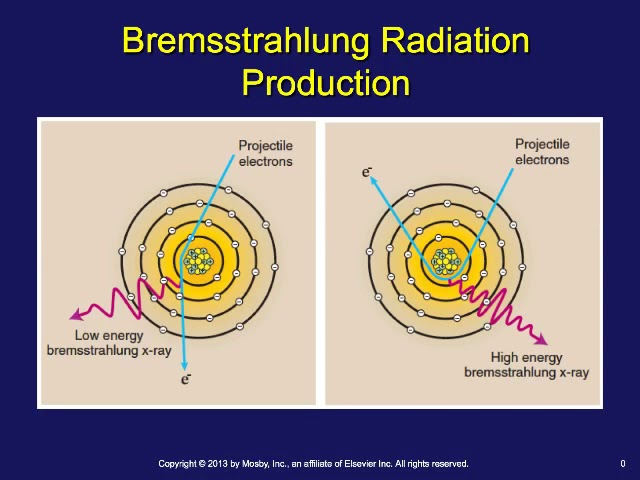 Bremsstrahlung Radiation
Production
Projectile
electrons
Low energy
bremsstrahlung x-ray
e-
Projectile
electrons
e-
High energy
bremsstrahlung x-ray
Copyright © 2013 by Mosby, Inc., an affiliate of Elsevier Inc. All rights reserved.
0